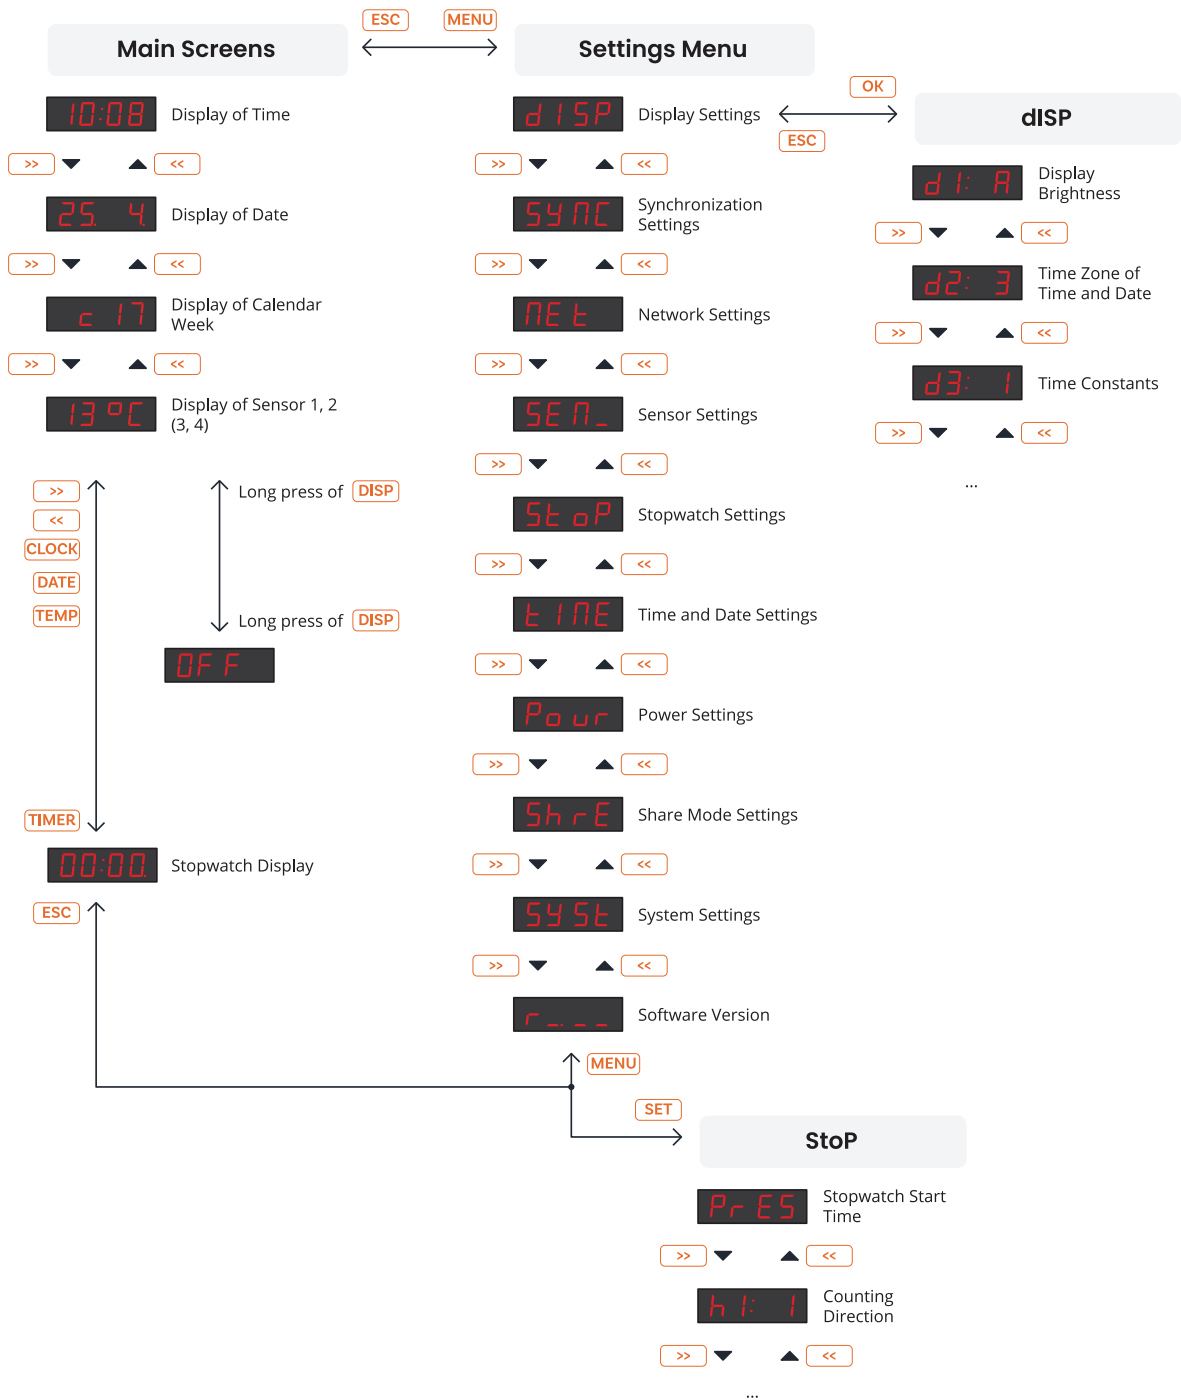 ESC MENU
Main Screens
Settings Menu
OK
ESC
dISP
10:08 Display of Time
>> <<
25. 4. Display of Date
>> <<
c 17 Display of Calendar
Week
>> <<
13 °C Display of Sensor 1, 2
(3, 4)
>>
<<
CLOCK
DATE
TEMP
Long press of DISP
Long press of DISP
OFF
TIMER
00:00. Stopwatch Display
ESC
dISP Display Settings
>> <<
SYNC Synchronization
Settings
>> <<
NEt Network Settings
>> <<
SEN_ Sensor Settings
>> <<
StoP Stopwatch Settings
>> <<
tIME Time and Date Settings
>> <<
Pour Power Settings
>> <<
ShrE Share Mode Settings
>> <<
SYSt System Settings
>> <<
r_._ _ Software Version
MENU
SET
d1: A Display
Brightness
>> <<
d2: 3 Time Zone of
Time and Date
>> <<
d3: 1 Time Constants
>> <<
...
StoP
PrES Stopwatch Start
Time
>> <<
h1: 1 Counting
Direction
>> <<
...